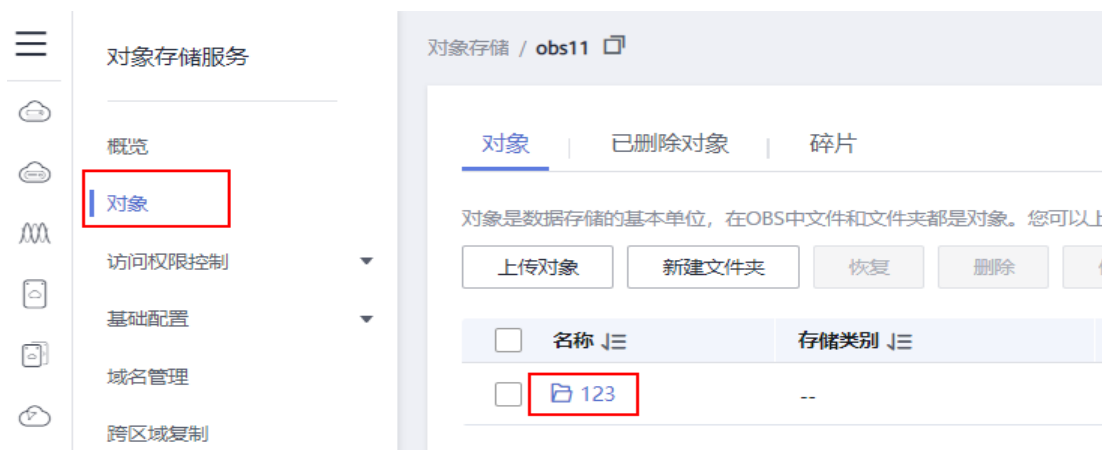 对象存储服务
概览
对象
访问权限控制
基础配置
域名管理
跨区域复制
对象存储 / obs11
对象
已删除对象
碎片
对象是数据存储的基本单位，在OBS中文件和文件夹都是对象。您可以上
上传对象
新建文件夹
恢复
删除
名称
存储类别
123
--